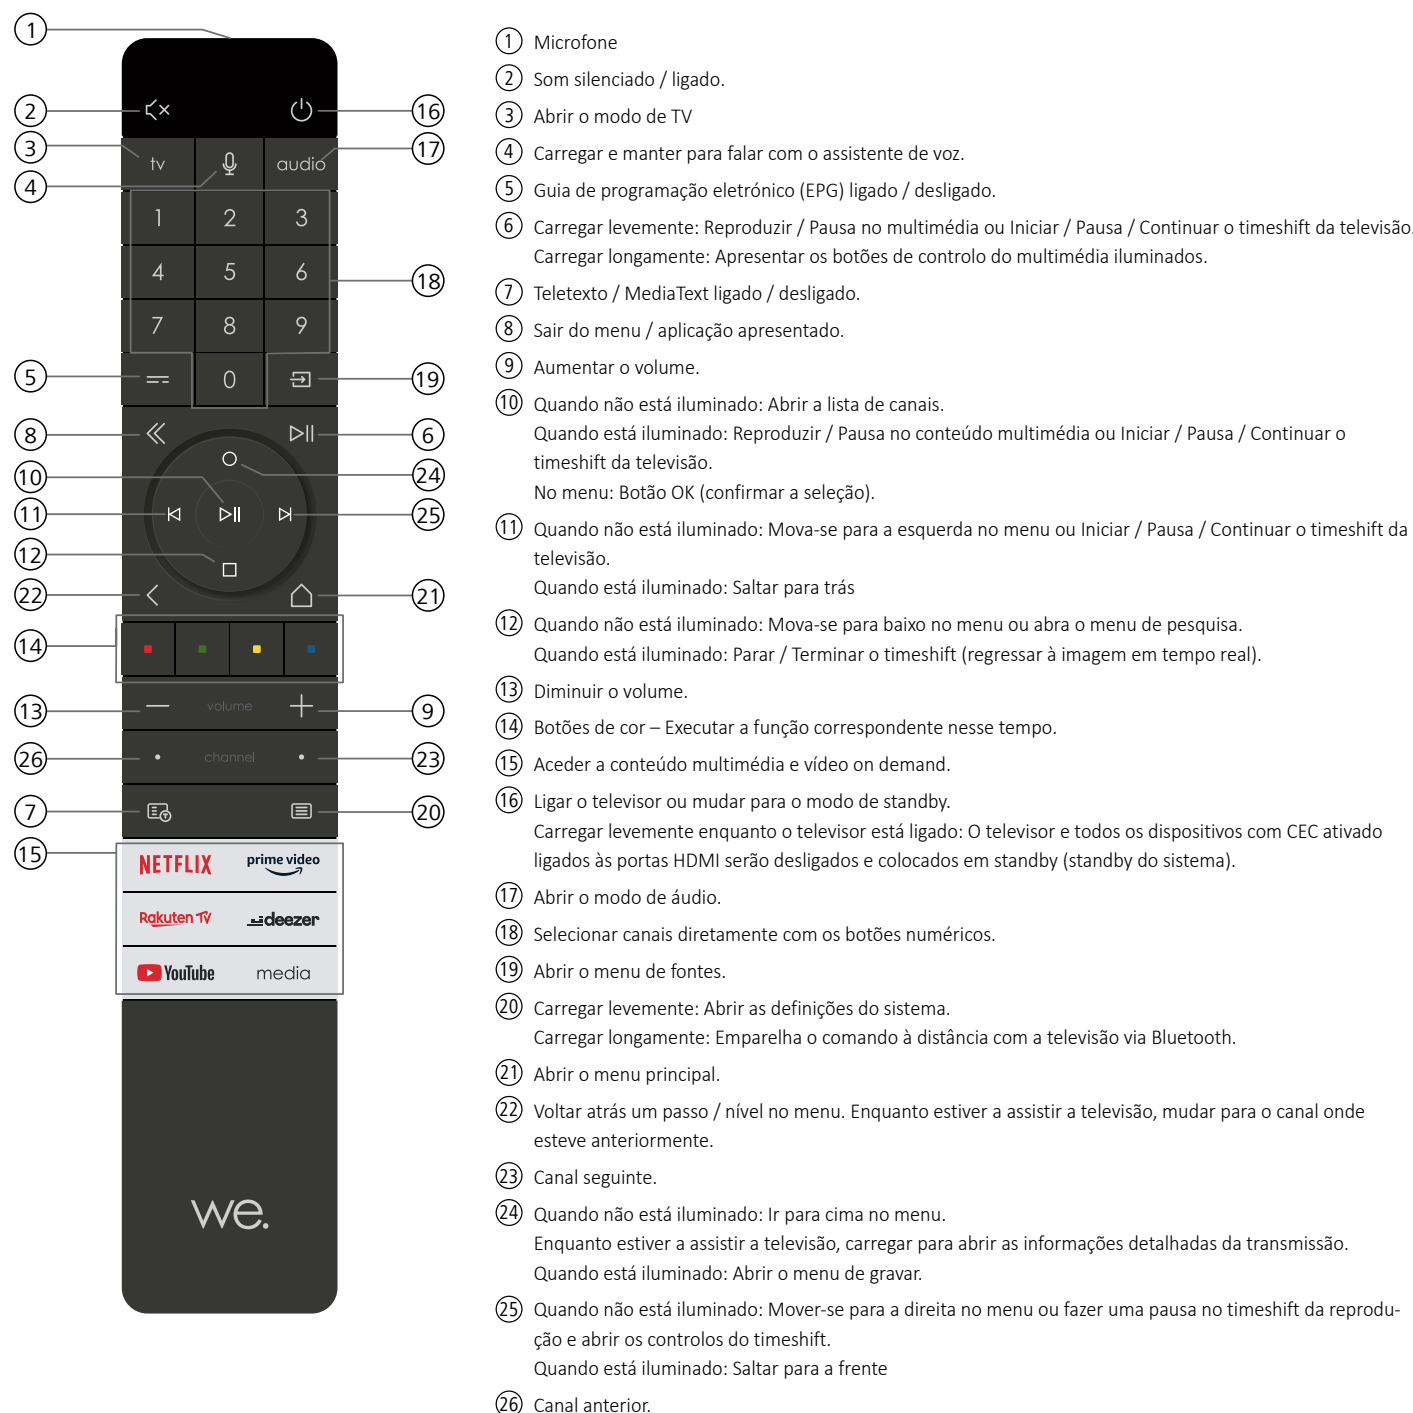 1
2
3
4
16
17
tv
audio
1
2
3
4
5
6
18
7
8
9
5
0
19
8
6
24
10
11
25
12
22
21
14
13
volume
9
26
channel
23
7
20
15
NETFLIX
prime video
Rakuten TV
deezer
YouTube
media
we.
1 Microfone
2 Som silenciado / ligado.
3 Abrir o modo de TV
4 Carregar e manter para falar com o assistente de voz.
5 Guia de programação eletrónico (EPG) ligado / desligado.
6 Carregar levemente: Reproduzir / Pausa no multimédia ou Iniciar / Pausa / Continuar o timeshift da televisão.
Carregar longamente: Apresentar os botões de controlo do multimédia iluminados.
7 Teletexto / MediaText ligado / desligado.
8 Sair do menu / aplicação apresentado.
9 Aumentar o volume.
10 Quando não está iluminado: Abrir a lista de canais.
Quando está iluminado: Reproduzir / Pausa no conteúdo multimédia ou Iniciar / Pausa / Continuar o
timeshift da televisão.
No menu: Botão OK (confirmar a seleção).
11 Quando não está iluminado: Mova-se para a esquerda no menu ou Iniciar / Pausa / Continuar o timeshift da
televisão.
Quando está iluminado: Saltar para trás
12 Quando não está iluminado: Mova-se para baixo no menu ou abra o menu de pesquisa.
Quando está iluminado: Parar / Terminar o timeshift (regressar à imagem em tempo real).
13 Diminuir o volume.
14 Botões de cor – Executar a função correspondente nesse tempo.
15 Aceder a conteúdo multimédia e vídeo on demand.
16 Ligar o televisor ou mudar para o modo de standby.
Carregar levemente enquanto o televisor está ligado: O televisor e todos os dispositivos com CEC ativado
ligados às portas HDMI serão desligados e colocados em standby (standby do sistema).
17 Abrir o modo de áudio.
18 Selecionar canais diretamente com os botões numéricos.
19 Abrir o menu de fontes.
20 Carregar levemente: Abrir as definições do sistema.
Carregar longamente: Emparelha o comando à distância com a televisão via Bluetooth.
21 Abrir o menu principal.
22 Voltar atrás um passo / nível no menu. Enquanto estiver a assistir a televisão, mudar para o canal onde
esteve anteriormente.
23 Canal seguinte.
24 Quando não está iluminado: Ir para cima no menu.
Enquanto estiver a assistir a televisão, carregar para abrir as informações detalhadas da transmissão.
Quando está iluminado: Abrir o menu de gravar.
25 Quando não está iluminado: Mover-se para a direita no menu ou fazer uma pausa no timeshift da reprodu-
ção e abrir os controlos do timeshift.
Quando está iluminado: Saltar para a frente
26 Canal anterior.